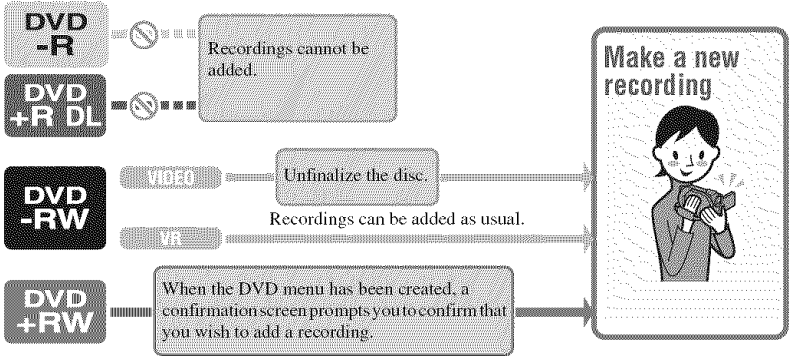 DVD
-R
Recordings cannot be
added.
DVD
+R DL
DVD
-RW
VIDEO
Unfinalize the disc.
Recordings can be added as usual.
VR
DVD
+RW
When the DVD menu has been created, a
confirmation screen prompts you to confirm that
you wish to add a recording.
Make a new
recording